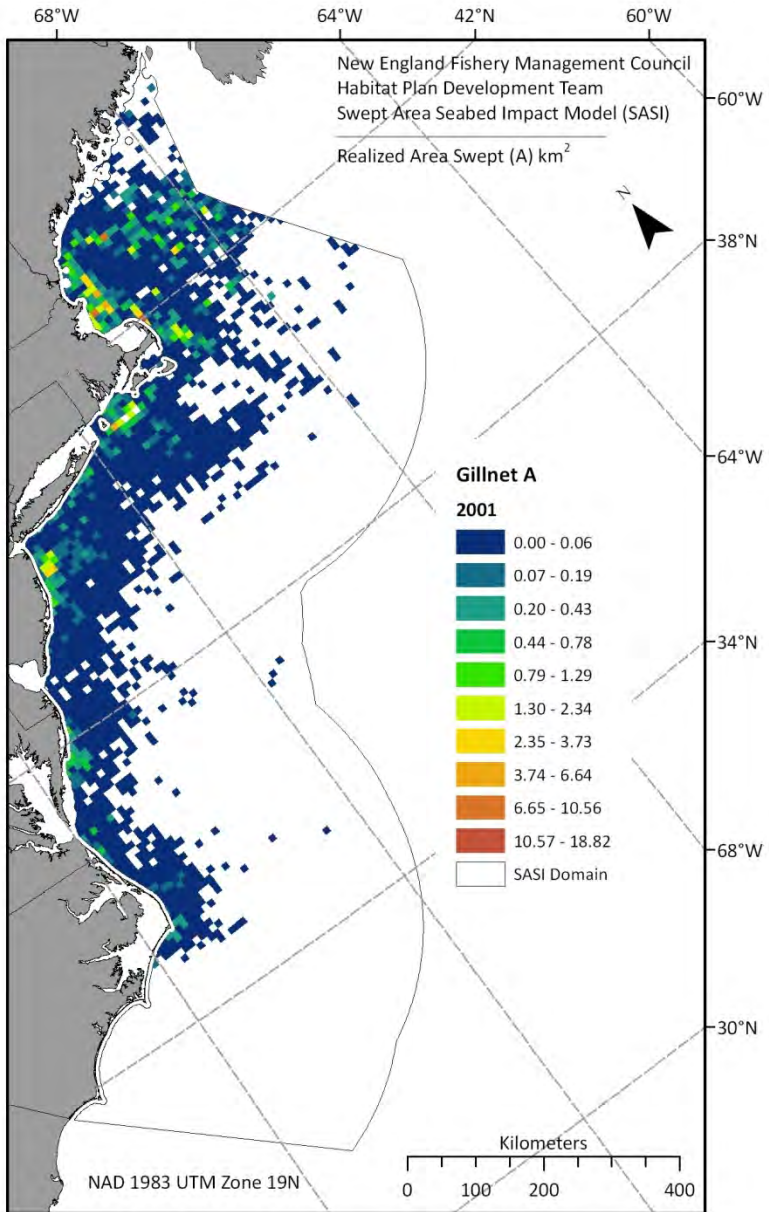 68°W 64°W 42°N 60°W
New England Fishery Management Council
Habitat Plan Development Team
Swept Area Seabed Impact Model (SASI)
Realized Area Swept (A) km²
60°W
N
38°N
64°W
Gillnet A
2001
0.00 - 0.06
0.07 - 0.19
0.20 - 0.43
0.44 - 0.78
0.79 - 1.29
1.30 - 2.34
2.35 - 3.73
3.74 - 6.64
6.65 - 10.56
10.57 - 18.82
SASI Domain
34°N
68°W
30°N
Kilometers
0 100 200 400
NAD 1983 UTM Zone 19N